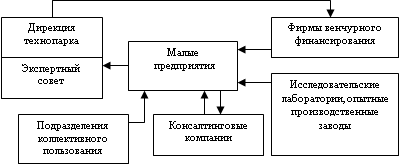 Дирекция
технопарка
Экспертный
совет
Малые
предприятия
Фирмы венчурного
финансирования
Исследовательские
лаборатории, опытные
производственные
заводы
Подразделения
коллективного
пользования
Консалтинговые
компании